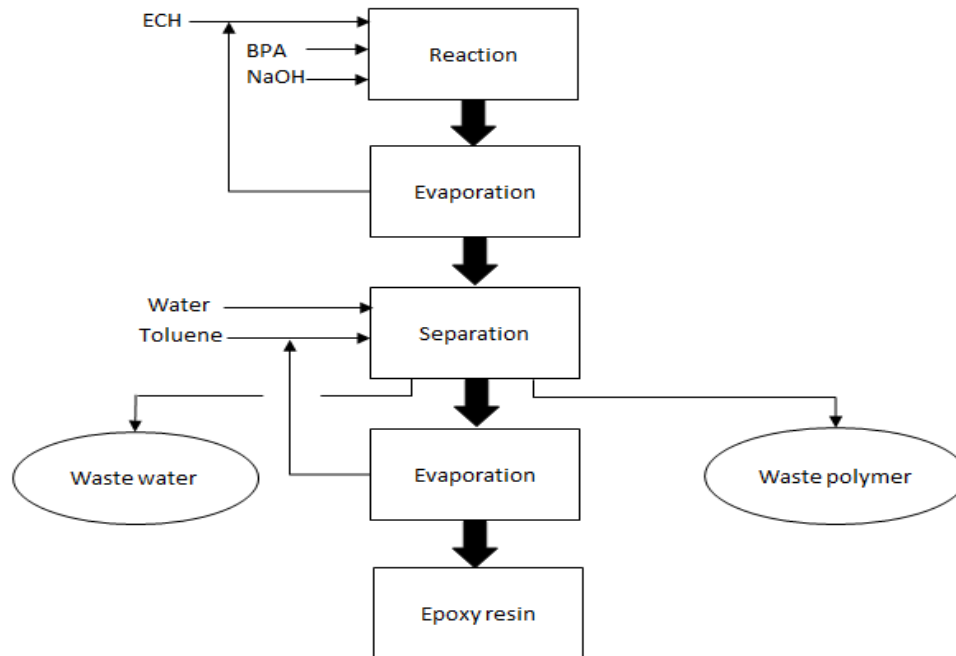 ECH
BPA
NaOH
Reaction
Evaporation
Water
Toluene
Separation
Waste water
Evaporation
Waste polymer
Epoxy resin